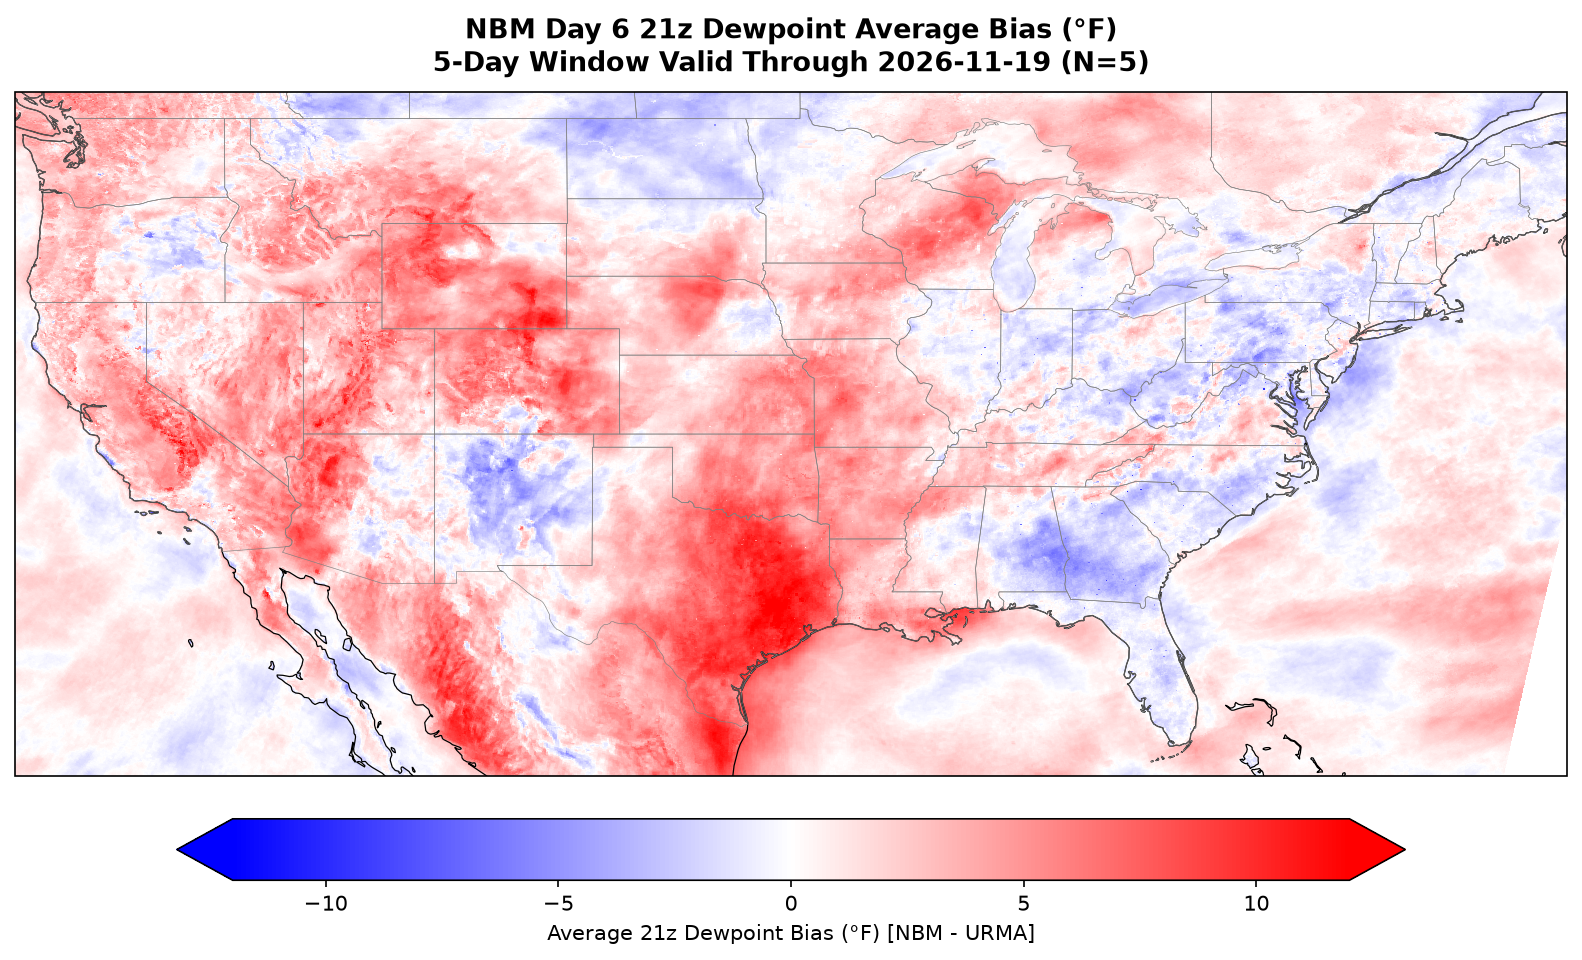 NBM Day 6 21z Dewpoint Average Bias (°F)
5-Day Window Valid Through 2026-11-19 (N=5)
−10 −5 0 5 10
Average 21z Dewpoint Bias (°F) [NBM - URMA]